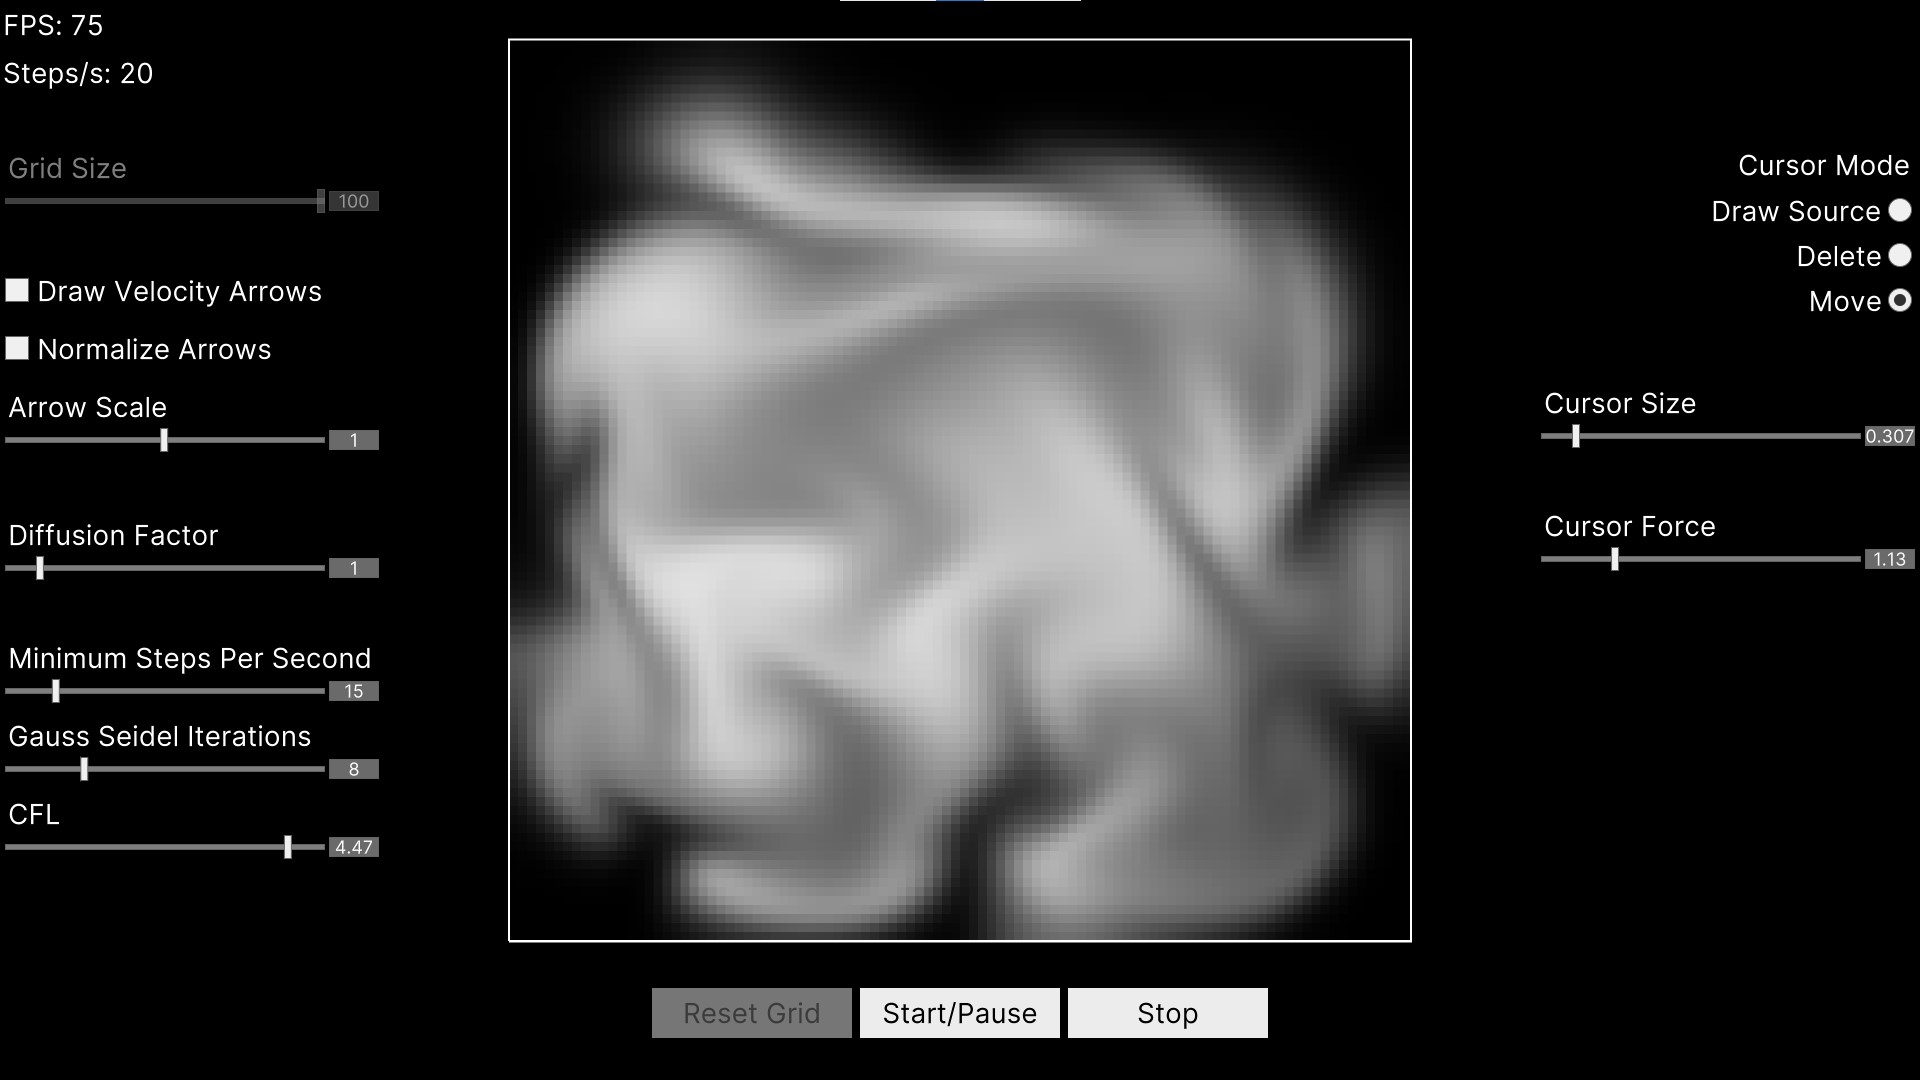 FPS: 75
Steps/s: 20
Grid Size
100
Draw Velocity Arrows
Normalize Arrows
Arrow Scale
1
Diffusion Factor
1
Minimum Steps Per Second
15
Gauss Seidel Iterations
8
CFL
4.47
Cursor Mode
Draw Source
Delete
Move
Cursor Size
0.307
Cursor Force
1.13
Reset Grid
Start/Pause
Stop